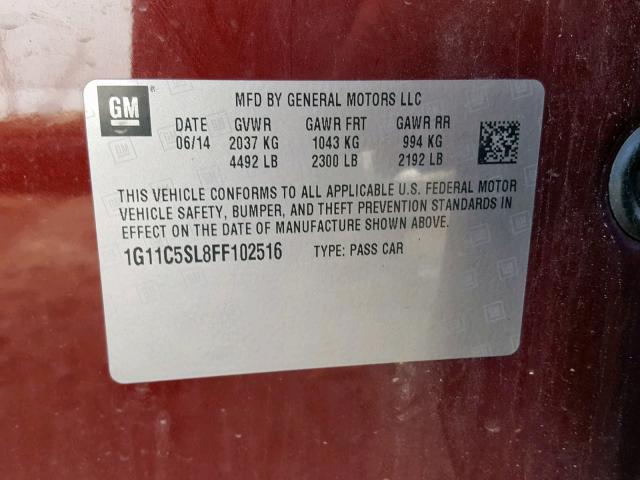 GM
MFD BY GENERAL MOTORS LLC
DATE GVWR GAWR FRT GAWR RR
06/14 2037 KG 1043 KG 994 KG
4492 LB 2300 LB 2192 LB
THIS VEHICLE CONFORMS TO ALL APPLICABLE U.S. FEDERAL MOTOR
VEHICLE SAFETY, BUMPER, AND THEFT PREVENTION STANDARDS IN
EFFECT ON THE DATE OF MANUFACTURE SHOWN ABOVE.
1G11C5SL8FF102516 TYPE: PASS CAR